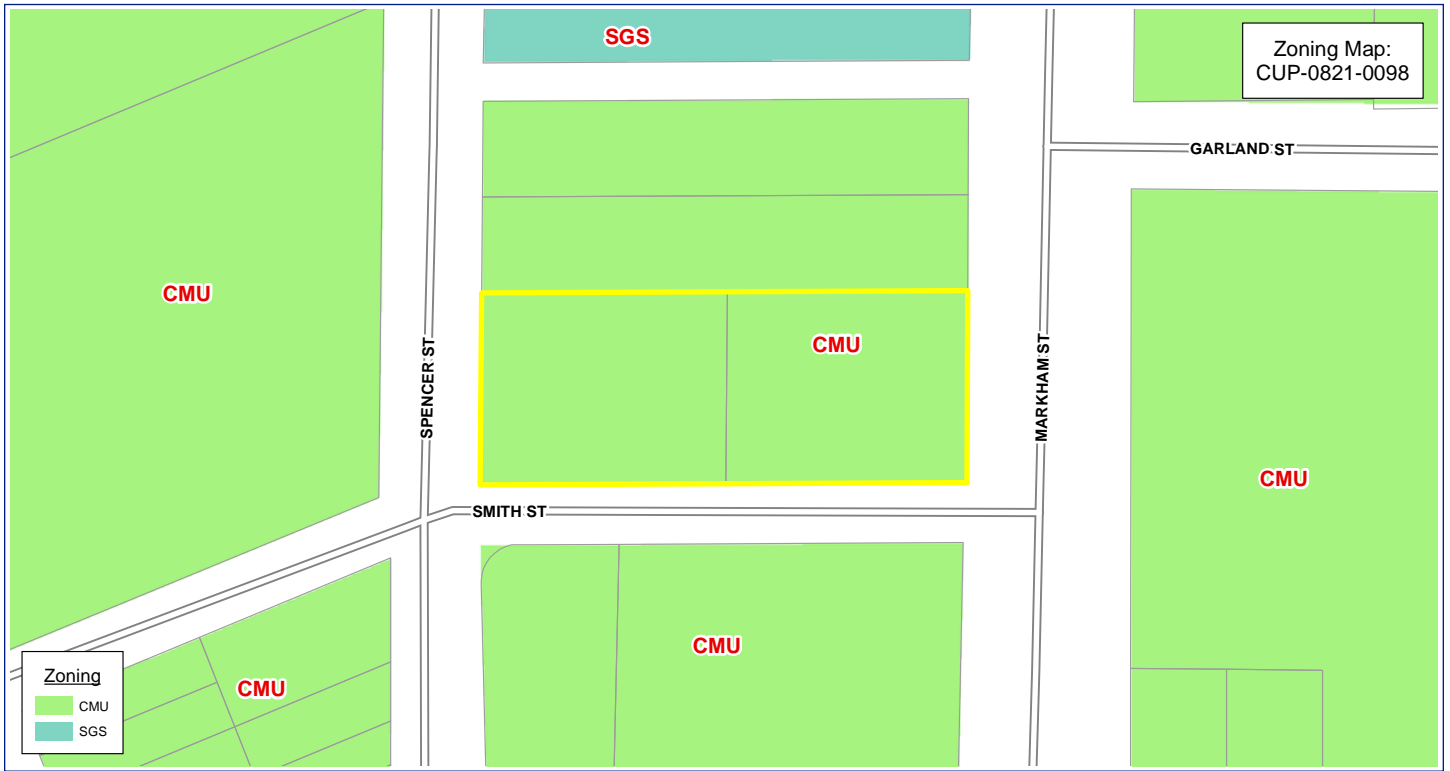 SGS
Zoning Map:
CUP-0821-0098
GARLAND ST
CMU
CMU
SPENCER ST
MARKHAM ST
CMU
SMITH ST
CMU
CMU
Zoning
CMU
SGS